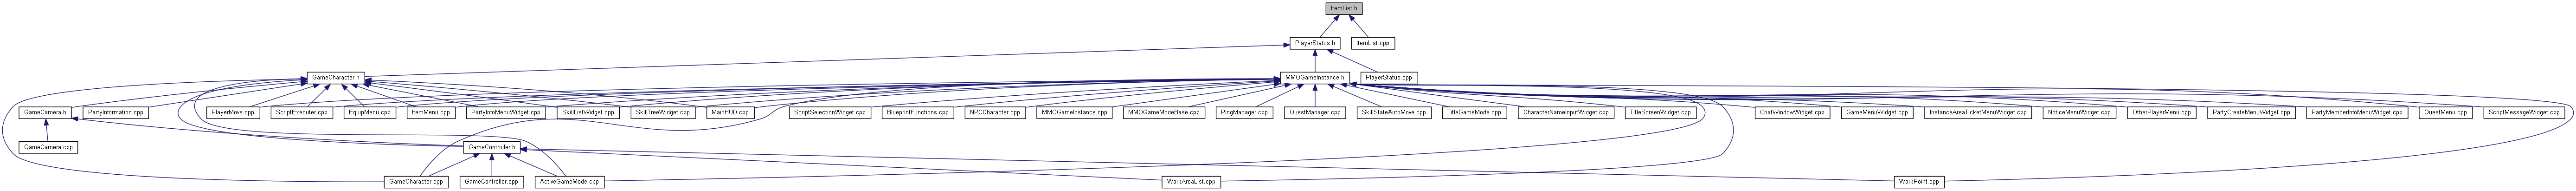 ItemList.h
PlayerStatus.h
ItemList.cpp
GameCharacter.h
MMOGameInstance.h
PlayerStatus.cpp
GameCamera.h
PartyInformation.cpp
PlayerMove.cpp
ScriptExecuter.cpp
EquipMenu.cpp
ItemMenu.cpp
PartyInfoMenuWidget.cpp
SkillListWidget.cpp
SkillTreeWidget.cpp
MainHUD.cpp
ScriptSelectionWidget.cpp
BlueprintFunctions.cpp
NPCCharacter.cpp
MMOGameInstance.cpp
MMOGameModeBase.cpp
PingManager.cpp
QuestManager.cpp
SkillStateAutoMove.cpp
TitleGameMode.cpp
CharacterNameInputWidget.cpp
TitleScreenWidget.cpp
ChatWindowWidget.cpp
GameMenuWidget.cpp
InstanceAreaTicketMenuWidget.cpp
NoticeMenuWidget.cpp
OtherPlayerMenu.cpp
PartyCreateMenuWidget.cpp
PartyMemberInfoMenuWidget.cpp
QuestMenu.cpp
ScriptMessageWidget.cpp
GameCamera.cpp
GameController.h
GameCharacter.cpp
GameController.cpp
ActiveGameMode.cpp
WarpAreaList.cpp
WarpPoint.cpp